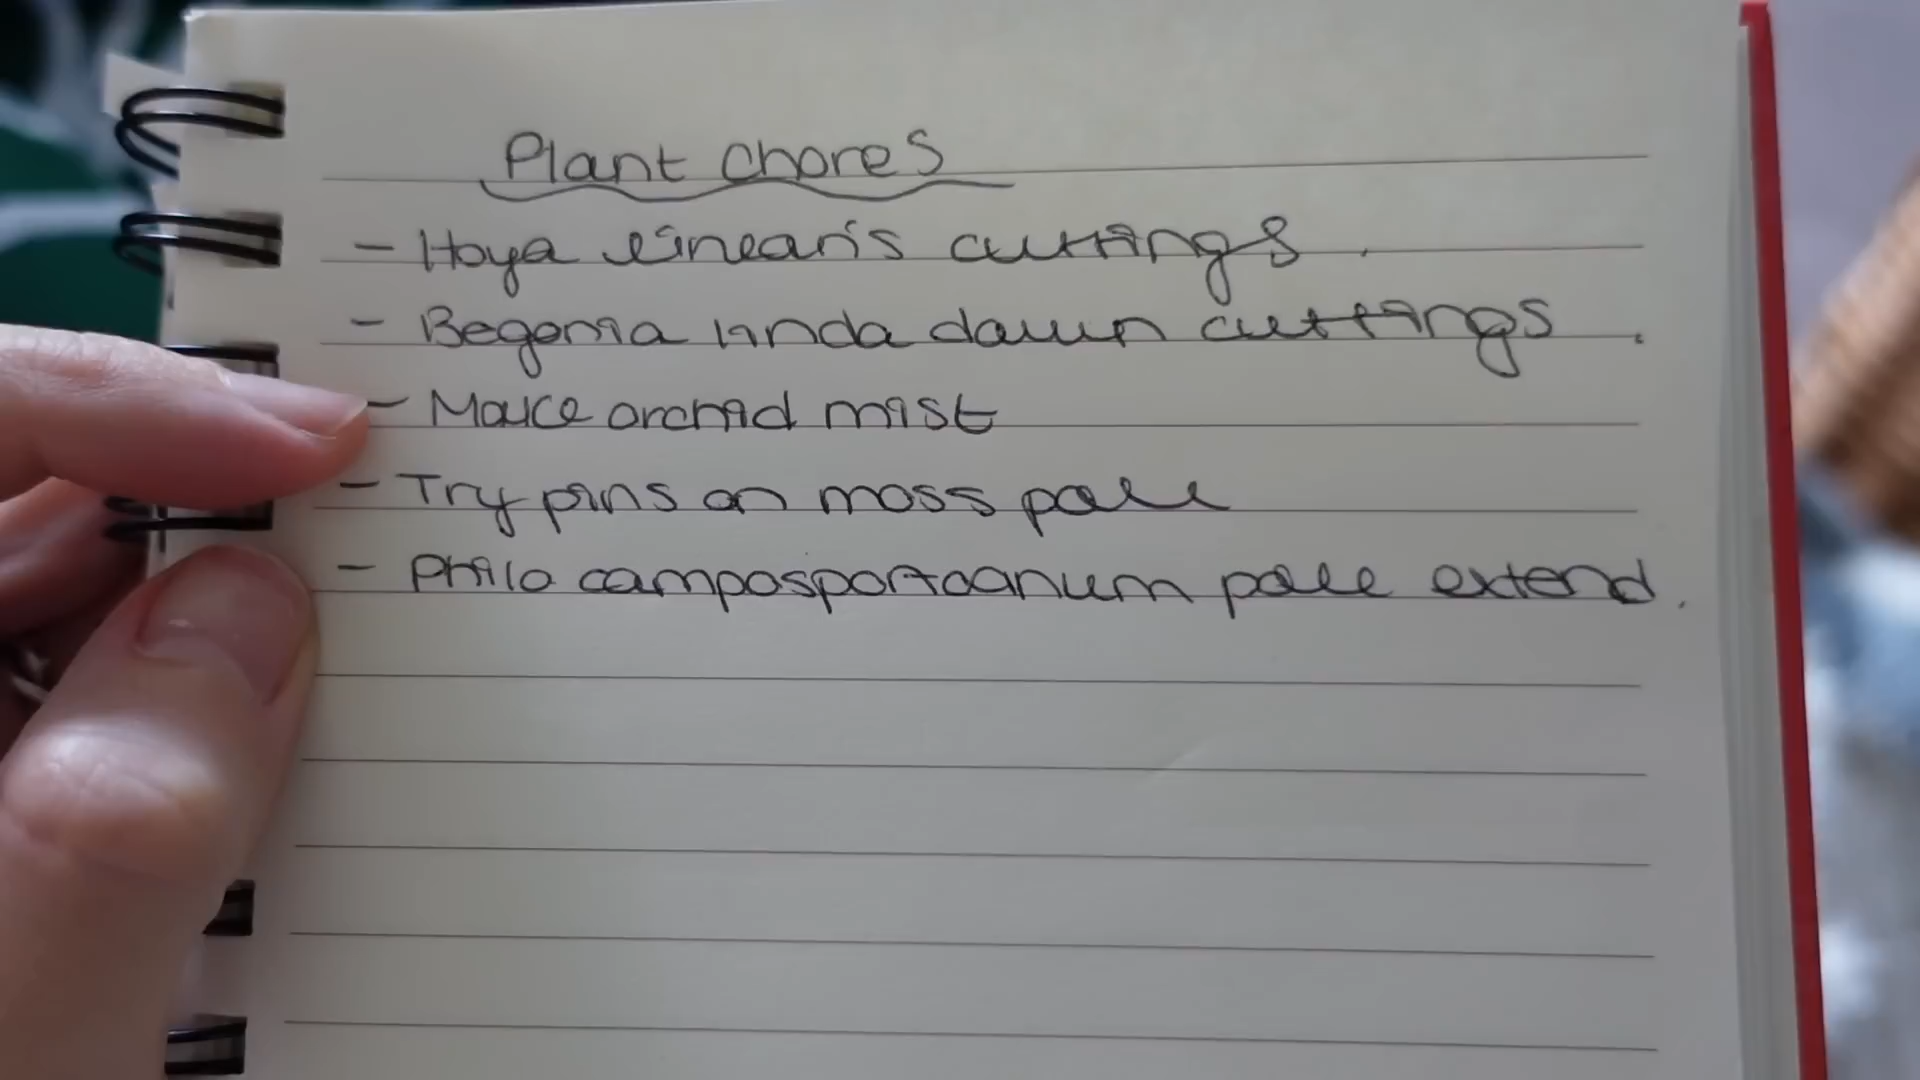 Plant Chores
- Hoya linearis cuttings.
- Begonia linda dawn cuttings.
- Make orchid mist
- Try pins on moss pole
- Philo camposportoanum pole extend.